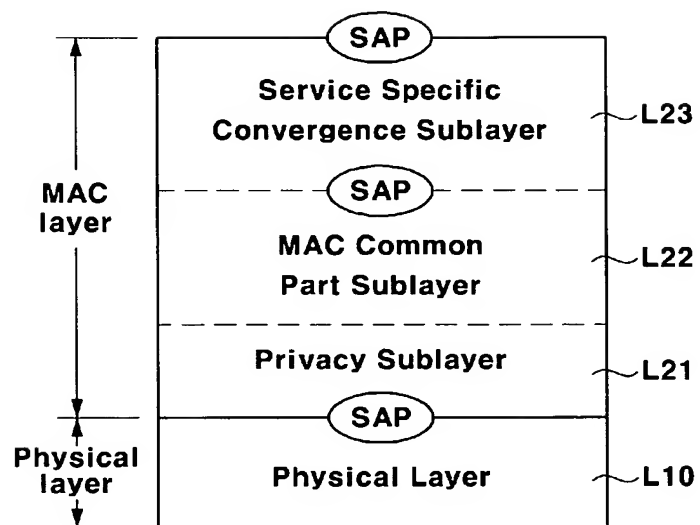 SAP
Service Specific
Convergence Sublayer
L23
SAP
MAC
layer
MAC Common
Part Sublayer
L22
Privacy Sublayer
L21
SAP
Physical
layer
Physical Layer
L10